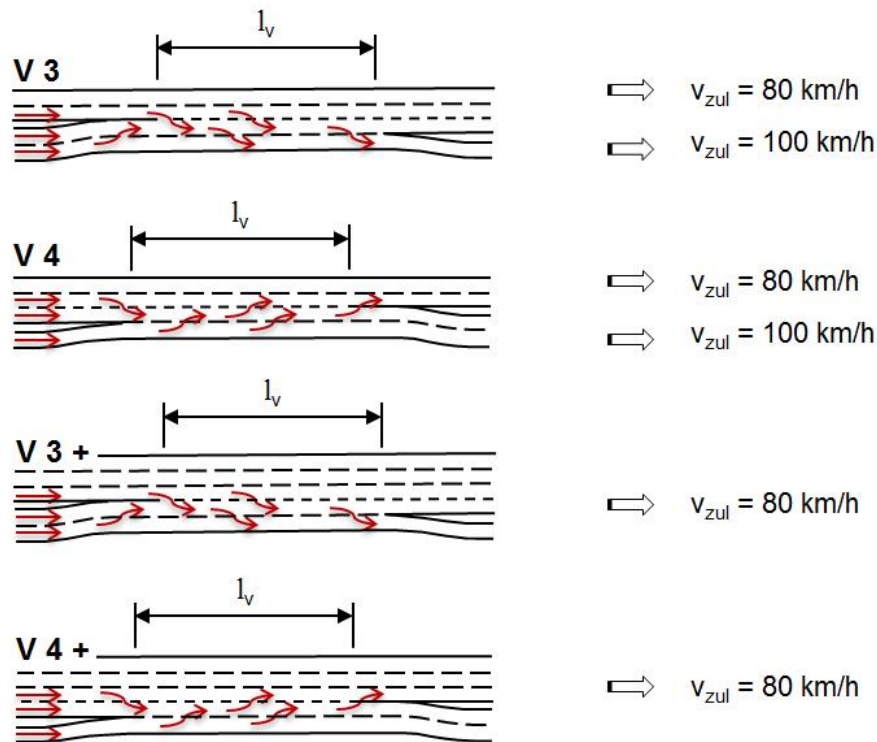 l_v
V 3
v_zul = 80 km/h
v_zul = 100 km/h
l_v
V 4
v_zul = 80 km/h
v_zul = 100 km/h
l_v
V 3 +
v_zul = 80 km/h
l_v
V 4 +
v_zul = 80 km/h